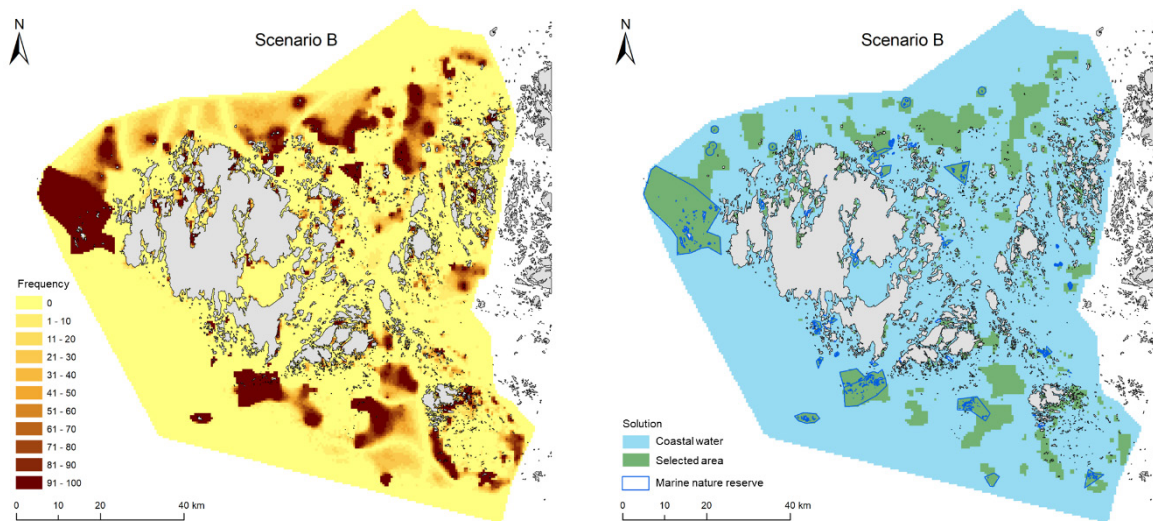 N
Scenario B
Frequency
0
1 - 10
11 - 20
21 - 30
31 - 40
41 - 50
51 - 60
61 - 70
71 - 80
81 - 90
91 - 100
0 20 40 km
N
Scenario B
Solution
Coastal water
Selected area
Marine nature reserve
0 20 40 km